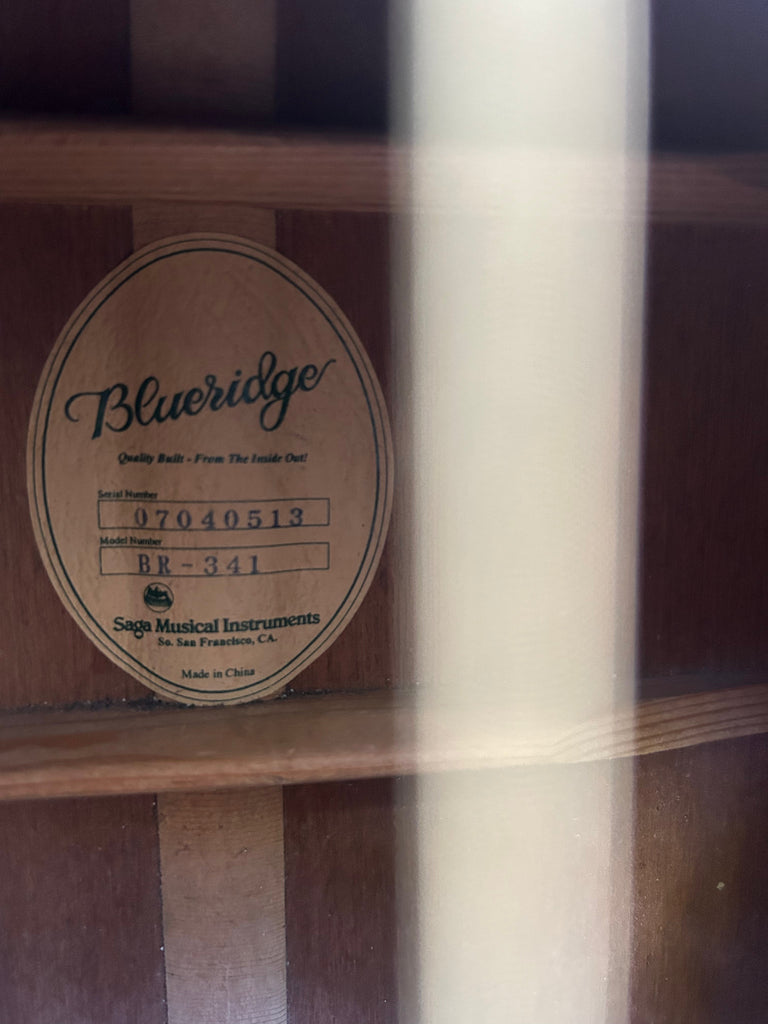 Blueridge
Quality Built - From The Inside Out!
Serial Number
07040513
Model Number
BR-341
Saga Musical Instruments
So. San Francisco, CA.
Made in China